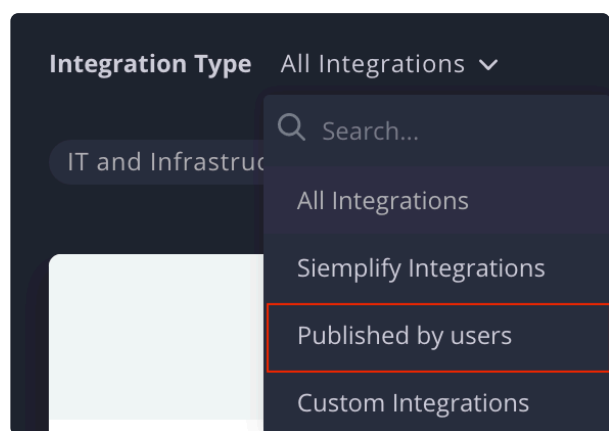 Integration Type All Integrations
Search...
IT and Infrastruc
All Integrations
Siemplify Integrations
Published by users
Custom Integrations